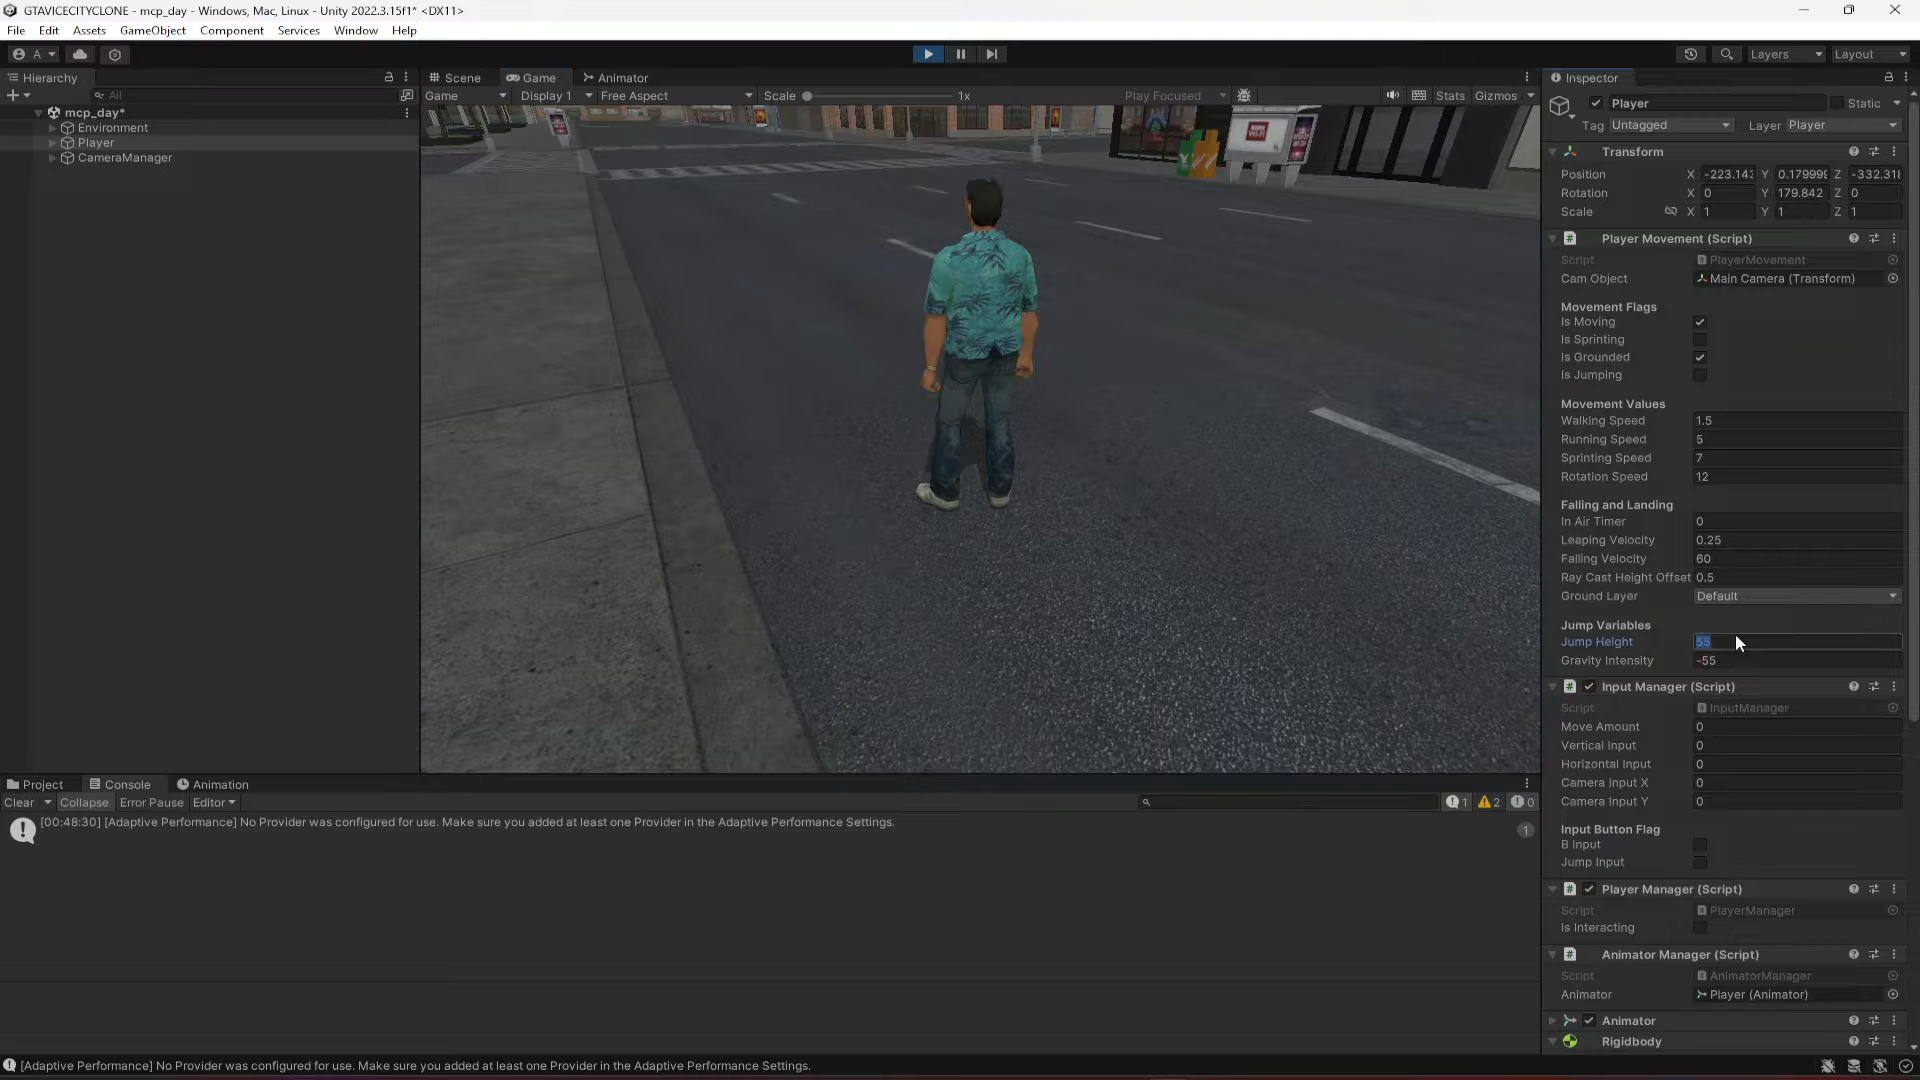 GTAVICECITYCLONE - mcp_day - Windows, Mac, Linux - Unity 2022.3.15f1* <DX11>
File Edit Assets GameObject Component Services Window Help
A Layers Layout
Hierarchy
All
mcp_day*
Environment
Player
CameraManager
Scene Game Animator
Game Display 1 Free Aspect Scale 1x Play Focused Stats Gizmos
Inspector
Player Static
Tag Untagged Layer Player
Transform
Position X -223.143 Y 0.179999 Z -332.318
Rotation X 0 Y 179.842 Z 0
Scale X 1 Y 1 Z 1
Player Movement (Script)
Script PlayerMovement
Cam Object Main Camera (Transform)
Movement Flags
Is Moving
Is Sprinting
Is Grounded
Is Jumping
Movement Values
Walking Speed 1.5
Running Speed 5
Sprinting Speed 7
Rotation Speed 12
Falling and Landing
In Air Timer 0
Leaping Velocity 0.25
Falling Velocity 60
Ray Cast Height Offset 0.5
Ground Layer Default
Jump Variables
Jump Height 55
Gravity Intensity -55
Input Manager (Script)
Script InputManager
Move Amount 0
Vertical Input 0
Horizontal Input 0
Camera Input X 0
Camera Input Y 0
Input Button Flag
B Input
Jump Input
Player Manager (Script)
Script PlayerManager
Is Interacting
Animator Manager (Script)
Script AnimatorManager
Animator Player (Animator)
Animator
Rigidbody
Project Console Animation
Clear Collapse Error Pause Editor 1 2 0
[00:48:30] [Adaptive Performance] No Provider was configured for use. Make sure you added at least one Provider in the Adaptive Performance Settings.
1
[Adaptive Performance] No Provider was configured for use. Make sure you added at least one Provider in the Adaptive Performance Settings.